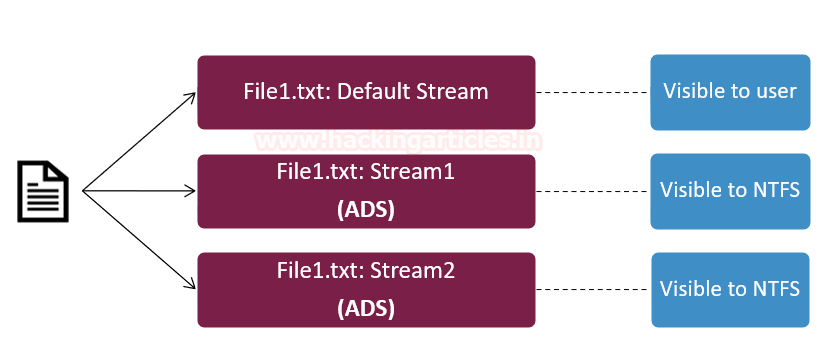 File1.txt: Default Stream
Visible to user
www.hackingarticles.in
File1.txt: Stream1
(ADS)
Visible to NTFS
File1.txt: Stream2
(ADS)
Visible to NTFS